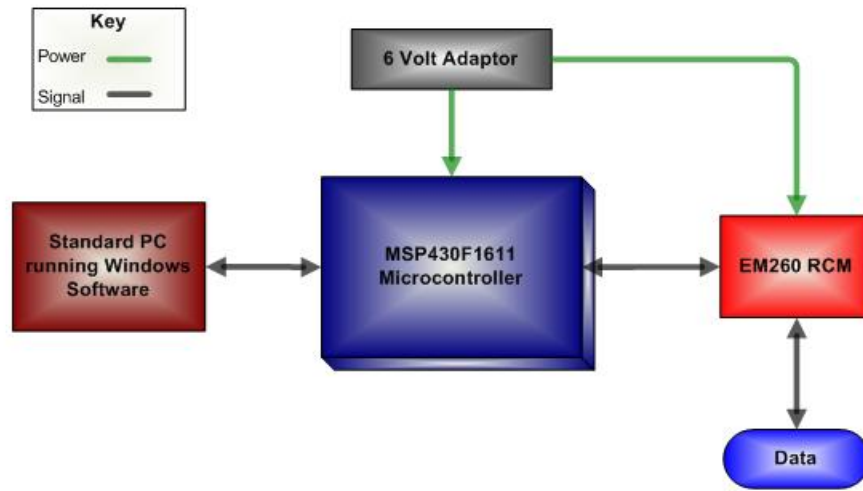 Key
Power
Signal
6 Volt Adaptor
Standard PC
running Windows
Software
MSP430F1611
Microcontroller
EM260 RCM
Data